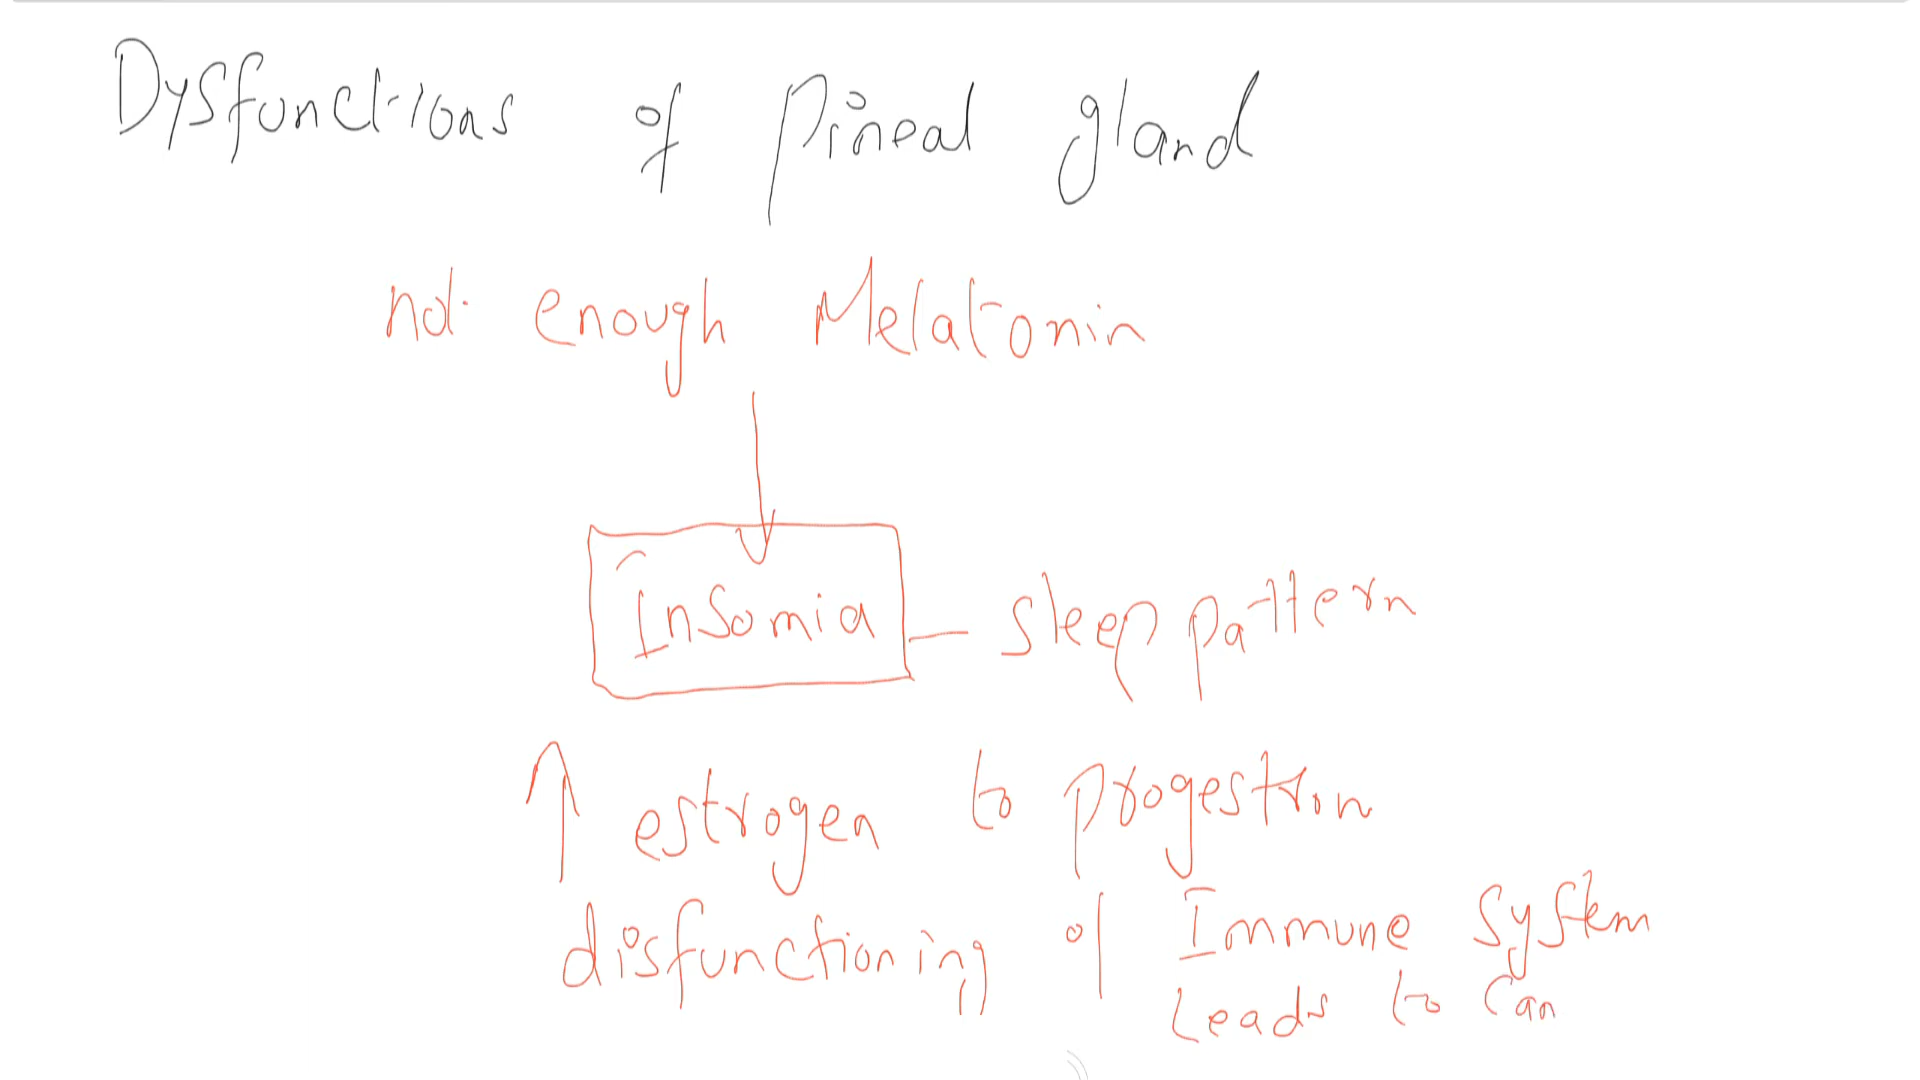 Dysfunctions of Pineal gland
not enough Melatonin
Insomia - sleep pattern
↑ estrogen to progestron
disfunctioning of Immune System
Leads to Can